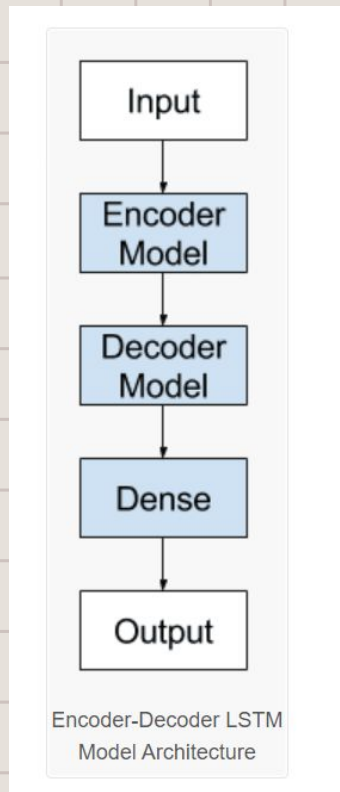 Input
Encoder
Model
Decoder
Model
Dense
Output
Encoder-Decoder LSTM
Model Architecture